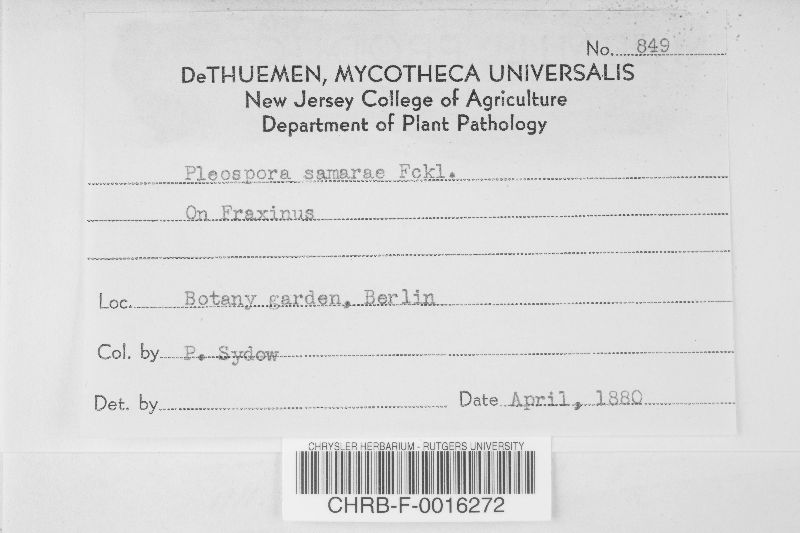 No. 849
DeTHUEMEN, MYCOTHECA UNIVERSALIS
New Jersey College of Agriculture
Department of Plant Pathology
Pleospora samarae Fckl.
On Fraxinus
Loc. Botany garden, Berlin
Col. by P. Sydow
Det. by
Date April, 1880
CHRYSLER HERBARIUM - RUTGERS UNIVERSITY
CHRB-F-0016272